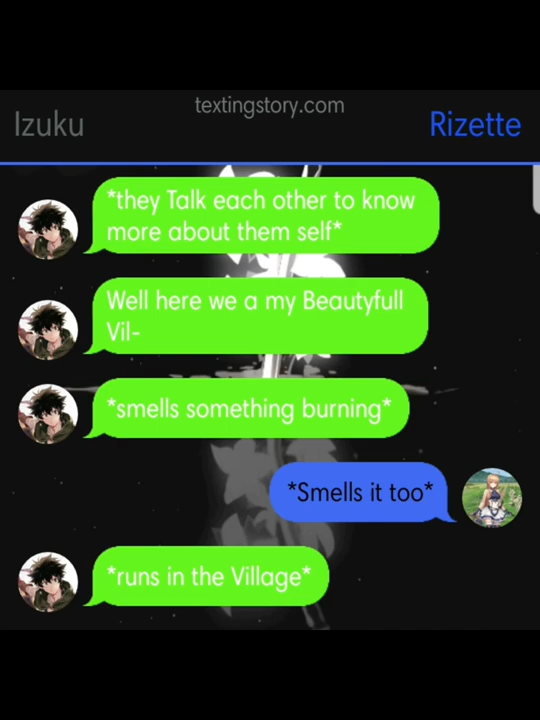 textingstory.com
Izuku
Rizette
*they Talk each other to know
more about them self*
Well here we a my Beautyfull
Vil-
*smells something burning*
*Smells it too*
*runs in the Village*